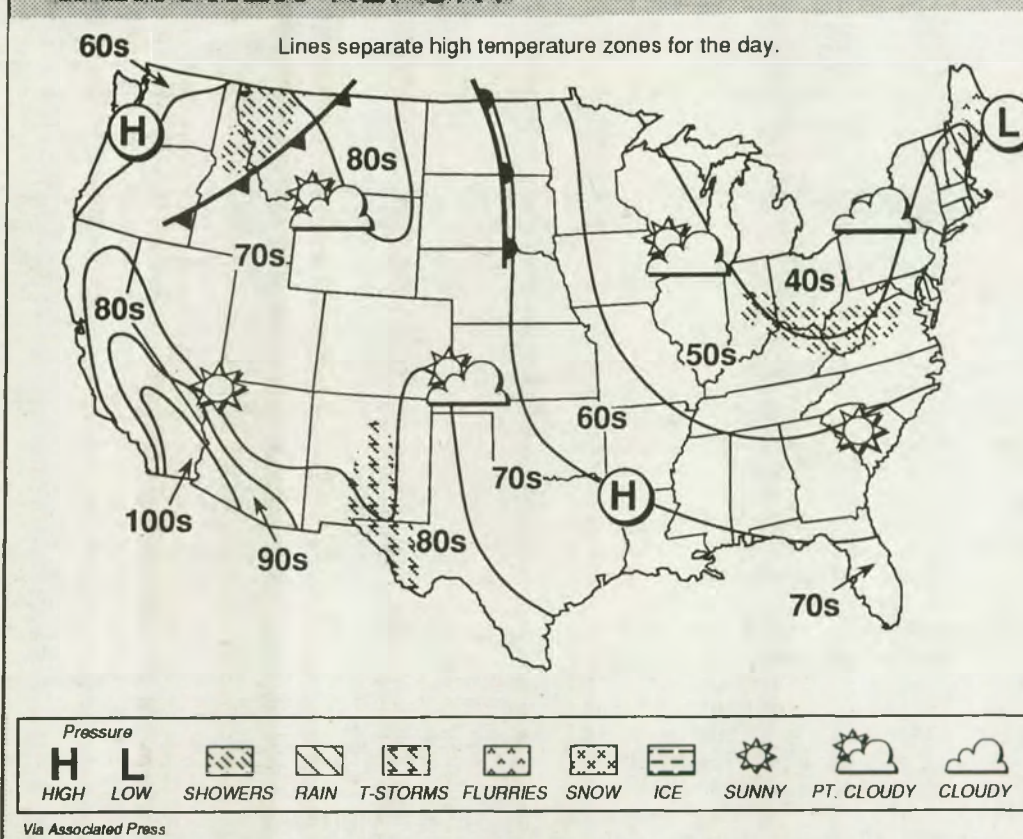 Lines separate high temperature zones for the day.
60s
H
L
80s
70s
80s
40s
50s
60s
70s
H
100s
90s
80s
70s
Pressure
H L
HIGH LOW SHOWERS RAIN T-STORMS FLURRIES SNOW ICE SUNNY PT. CLOUDY CLOUDY
Via Associated Press